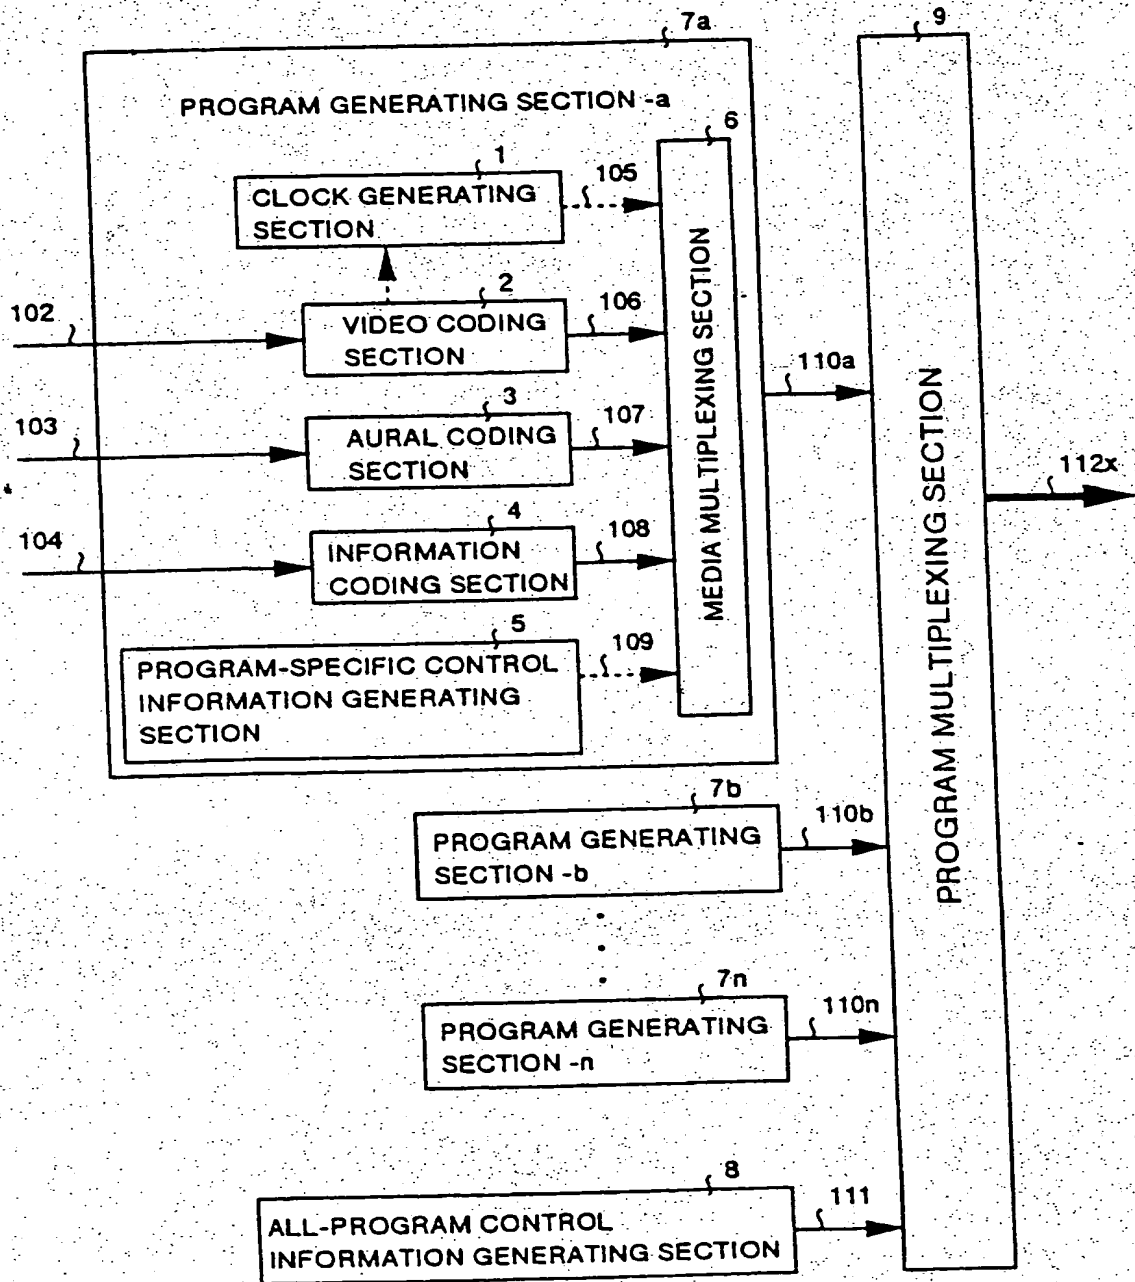 7a
9
PROGRAM GENERATING SECTION -a
6
1
105
CLOCK GENERATING
SECTION
102
2
106
VIDEO CODING
SECTION
110a
103
3
107
AURAL CODING
SECTION
112x
104
4
108
INFORMATION
CODING SECTION
5
109
PROGRAM-SPECIFIC CONTROL
INFORMATION GENERATING
SECTION
MEDIA MULTIPLEXING SECTION
PROGRAM MULTIPLEXING SECTION
7b
110b
PROGRAM GENERATING
SECTION -b
7n
110n
PROGRAM GENERATING
SECTION -n
8
111
ALL-PROGRAM CONTROL
INFORMATION GENERATING SECTION